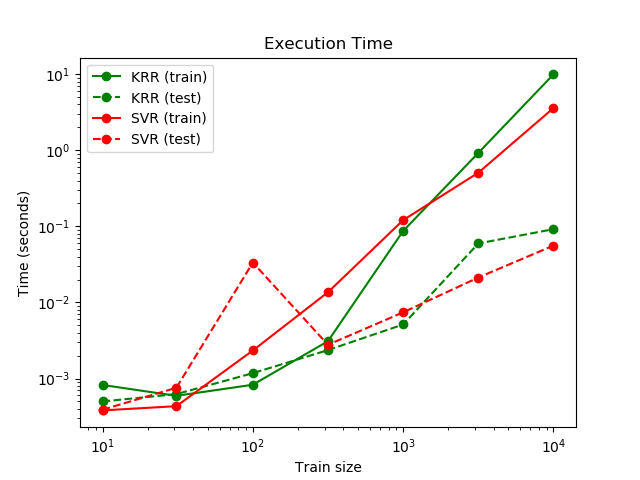 Execution Time
KRR (train)
KRR (test)
SVR (train)
SVR (test)
Time (seconds)
10¹
10⁰
10⁻¹
10⁻²
10⁻³
10¹ 10² 10³ 10⁴
Train size